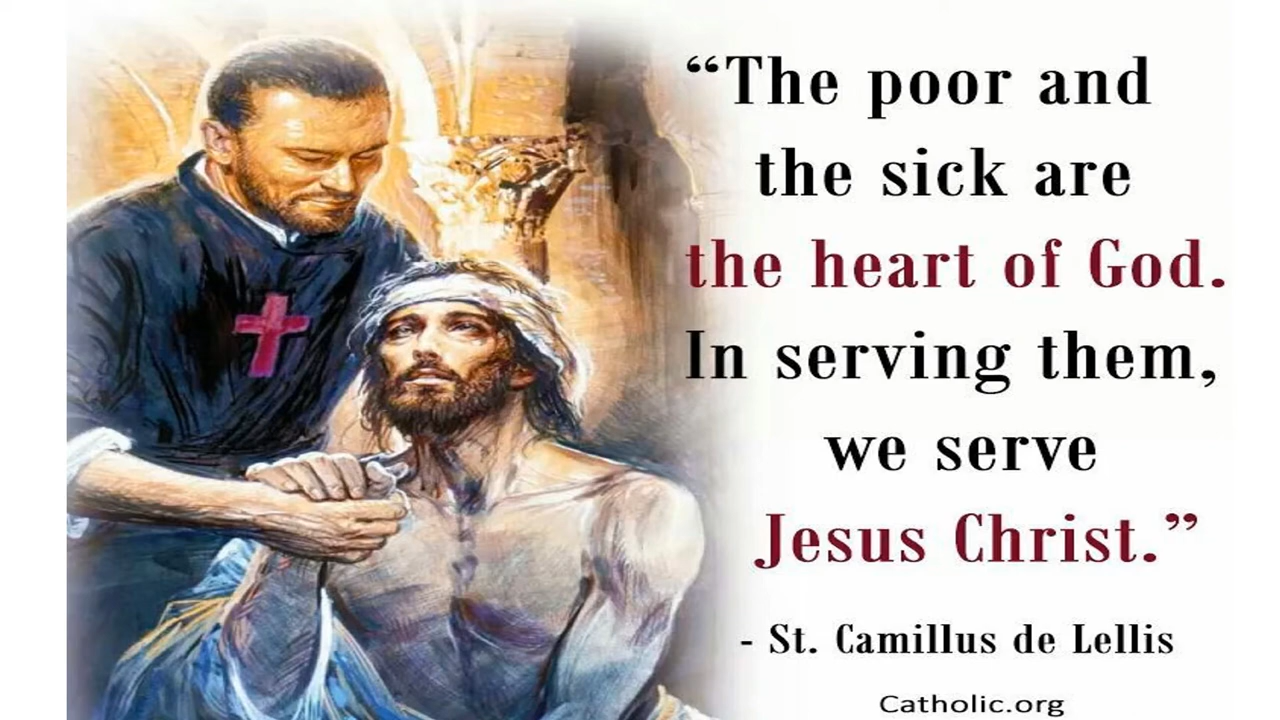 “The poor and
the sick are
the heart of God.
In serving them,
we serve
Jesus Christ.”
- St. Camillus de Lellis
Catholic.org